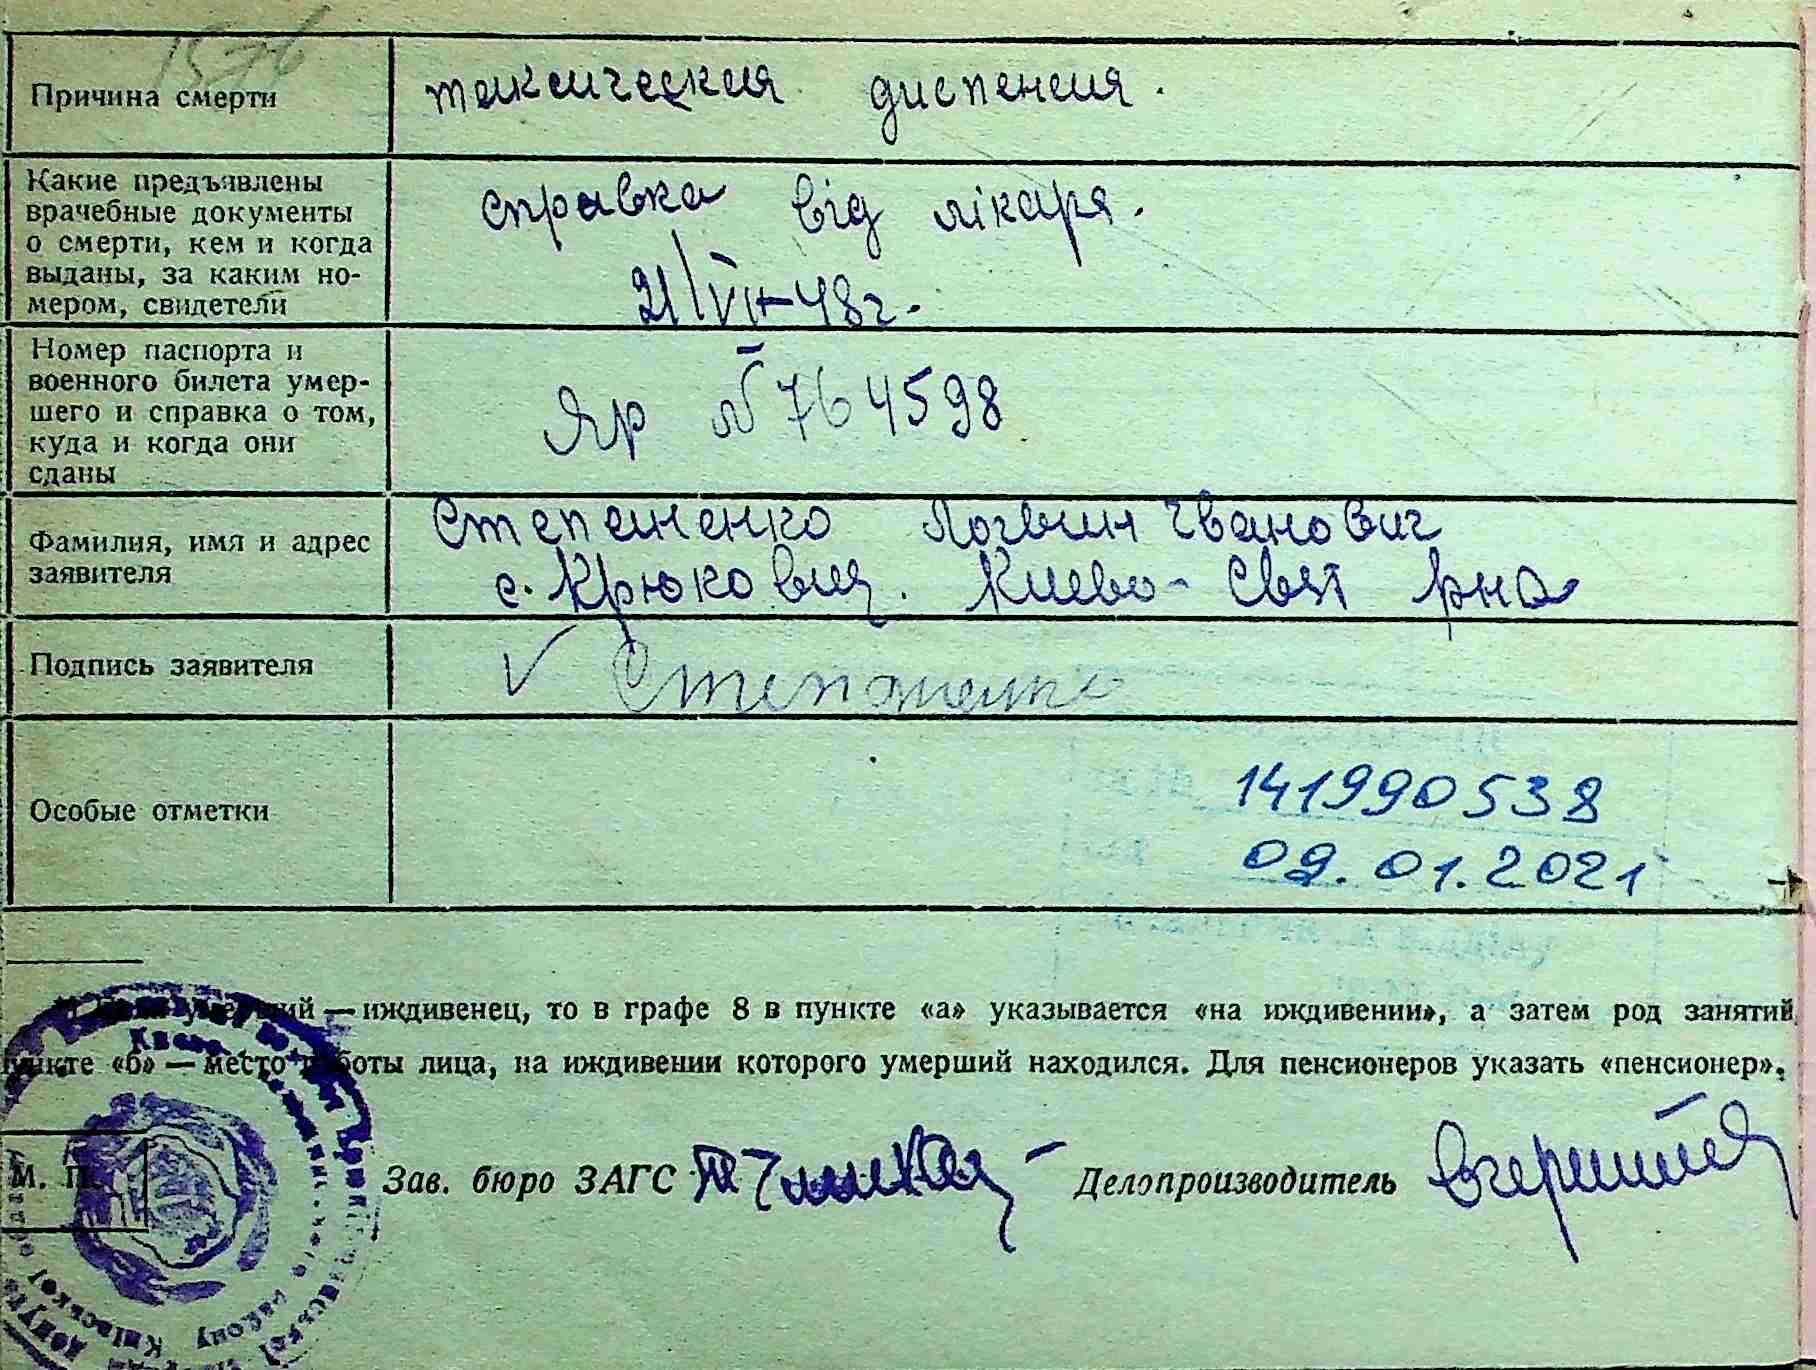 1576
Причина смерти
токсическая диспепсия.
Какие предъявлены
врачебные документы
о смерти, кем и когда
выданы, за каким но-
мером, свидетели
справка від лікаря.
21/VII-48г.
Номер паспорта и
военного билета умер-
шего и справка о том,
куда и когда они
сданы
Яр № 764598
Фамилия, имя и адрес
заявителя
Степаненко Логвин Іванович
с. Крюковщ. Киево-Свят рна
Подпись заявителя
V Степаненко
Особые отметки
141990538
09.01.2021
умерший — иждивенец, то в графе 8 в пункте «а» указывается «на иждивении», а затем род занятий
пункте «б» — место работы лица, на иждивении которого умерший находился. Для пенсионеров указать «пенсионер».
М. П.
Зав. бюро ЗАГС
Делопроизводитель
району Київської